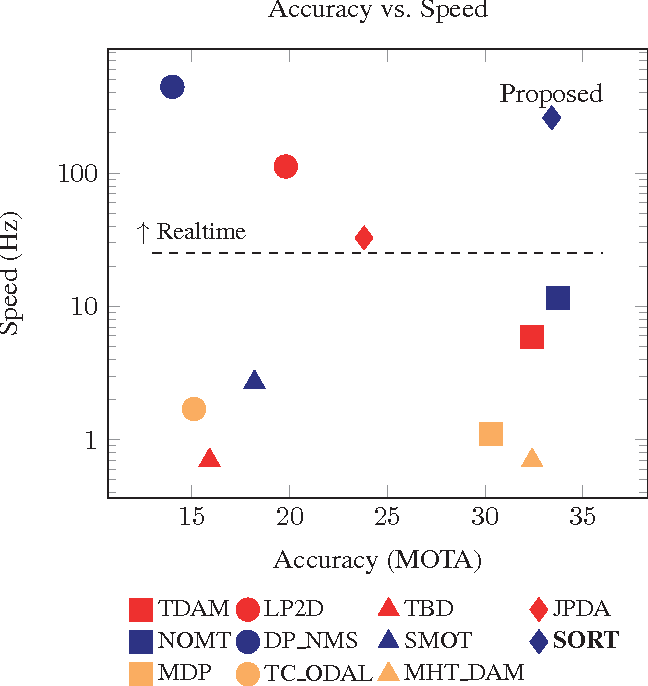 Accuracy vs. Speed
Proposed
100
↑ Realtime
10
1
Speed (Hz)
15 20 25 30 35
Accuracy (MOTA)
TDAM LP2D TBD JPDA
NOMT DP_NMS SMOT SORT
MDP TC_ODAL MHT_DAM